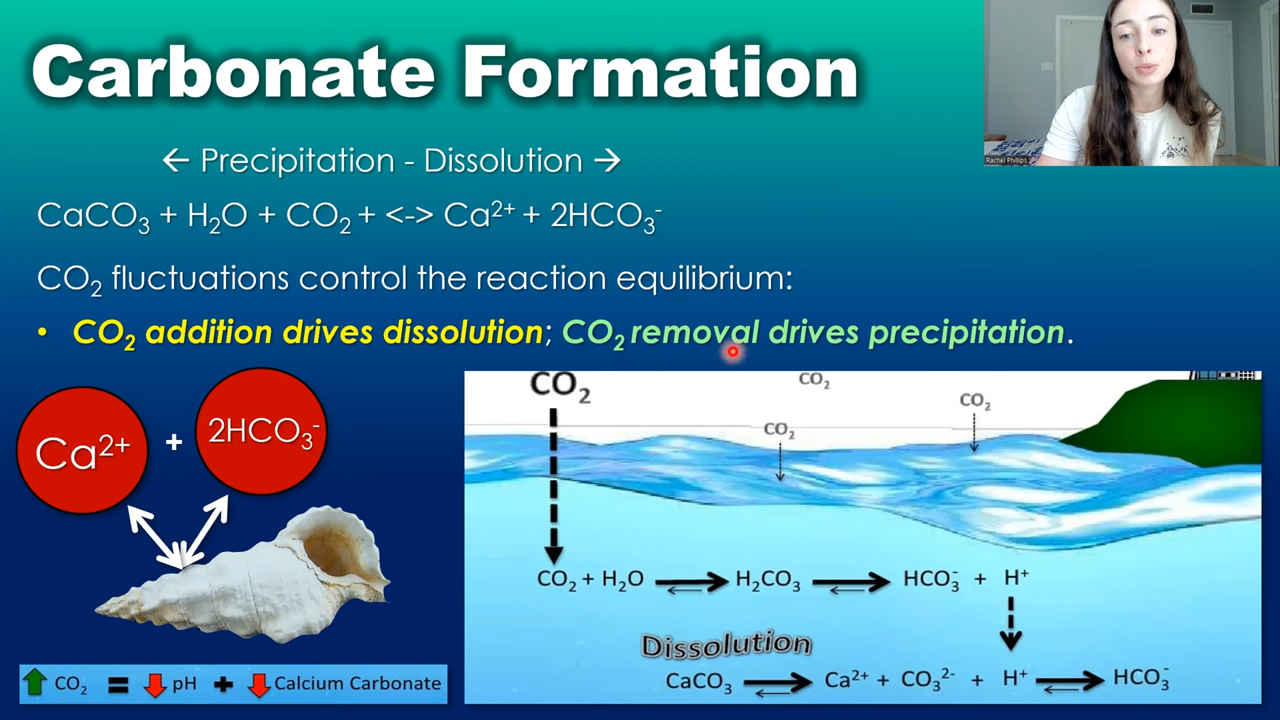 Carbonate Formation
Rachel Phillips
← Precipitation - Dissolution →
CaCO₃ + H₂O + CO₂ + <-> Ca²⁺ + 2HCO₃⁻
CO₂ fluctuations control the reaction equilibrium:
• CO₂ addition drives dissolution; CO₂ removal drives precipitation.
Ca²⁺ + 2HCO₃⁻
CO₂
CO₂
CO₂
CO₂
CO₂ + H₂O ⇌ H₂CO₃ ⇌ HCO₃⁻ + H⁺
Dissolution
CaCO₃ ⇌ Ca²⁺ + CO₃²⁻ + H⁺ ⇌ HCO₃⁻
↑ CO₂ = ↓ pH + ↓ Calcium Carbonate